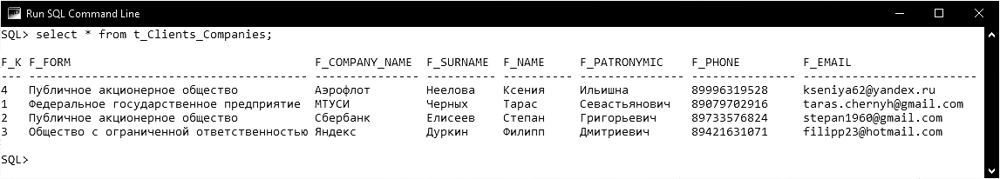 Run SQL Command Line
SQL> select * from t_Clients_Companies;
F_K F_FORM F_COMPANY_NAME F_SURNAME F_NAME F_PATRONYMIC F_PHONE F_EMAIL
--- ---------------------------------------- --------------- --------- ---------- --------------- --------------- -------------------------
4 Публичное акционерное общество Аэрофлот Неелова Ксения Ильишна 89996319528 kseniya62@yandex.ru
1 Федеральное государственное предприятие МТУСИ Черных Тарас Севастьянович 89079702916 taras.chernyh@gmail.com
2 Публичное акционерное общество Сбербанк Елисеев Степан Григорьевич 89733576824 stepan1960@gmail.com
3 Общество с ограниченной ответственностью Яндекс Дуркин Филипп Дмитриевич 89421631071 filipp23@hotmail.com
SQL>